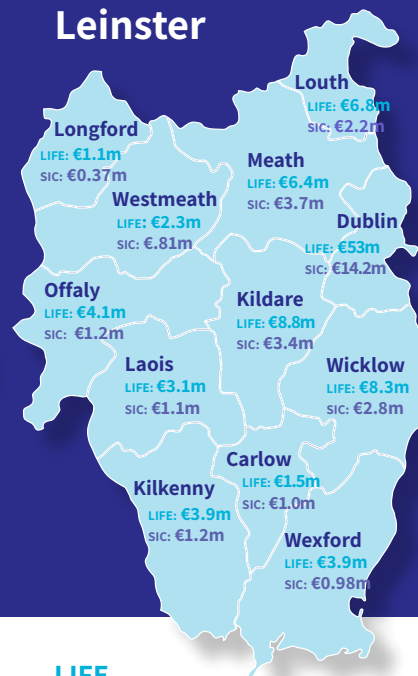 Leinster
Louth
LIFE: €6.8m
SIC: €2.2m
Longford
LIFE: €1.1m
SIC: €0.37m
Meath
LIFE: €6.4m
SIC: €3.7m
Westmeath
LIFE: €2.3m
SIC: €.81m
Dublin
LIFE: €53m
SIC: €14.2m
Offaly
LIFE: €4.1m
SIC: €1.2m
Kildare
LIFE: €8.8m
SIC: €3.4m
Laois
LIFE: €3.1m
SIC: €1.1m
Wicklow
LIFE: €8.3m
SIC: €2.8m
Carlow
LIFE: €1.5m
SIC: €1.0m
Kilkenny
LIFE: €3.9m
SIC: €1.2m
Wexford
LIFE: €3.9m
SIC: €0.98m
LIFE